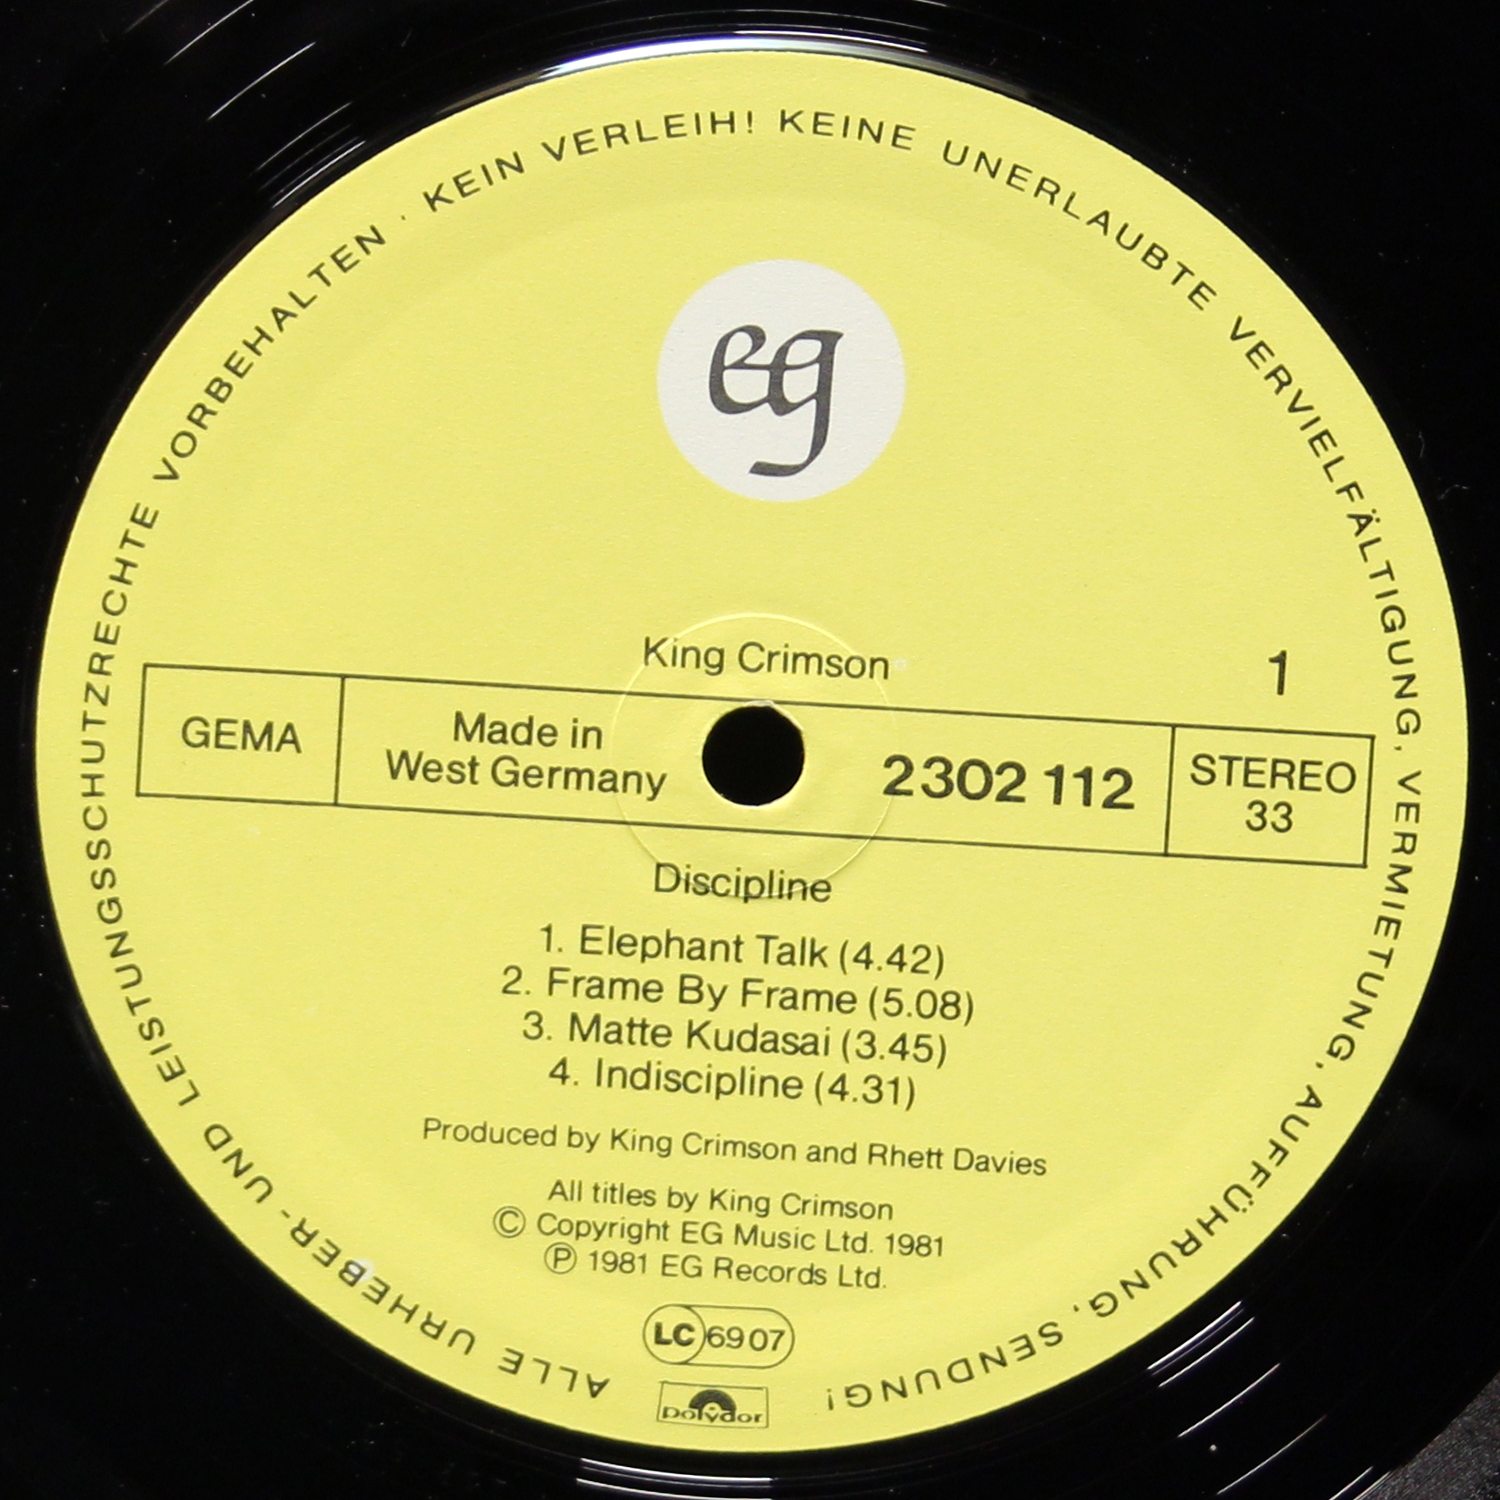 ALLE URHEBER- UND LEISTUNGSSCHUTZRECHTE VORBEHALTEN · KEIN VERLEIH! KEINE UNERLAUBTE VERVIELFÄLTIGUNG, VERMIETUNG, AUFFÜHRUNG, SENDUNG!
eg
King Crimson
1
GEMA
Made in
West Germany
2302 112
STEREO
33
Discipline
1. Elephant Talk (4.42)
2. Frame By Frame (5.08)
3. Matte Kudasai (3.45)
4. Indiscipline (4.31)
Produced by King Crimson and Rhett Davies
All titles by King Crimson
© Copyright EG Music Ltd. 1981
℗ 1981 EG Records Ltd.
LC 6907
polydor